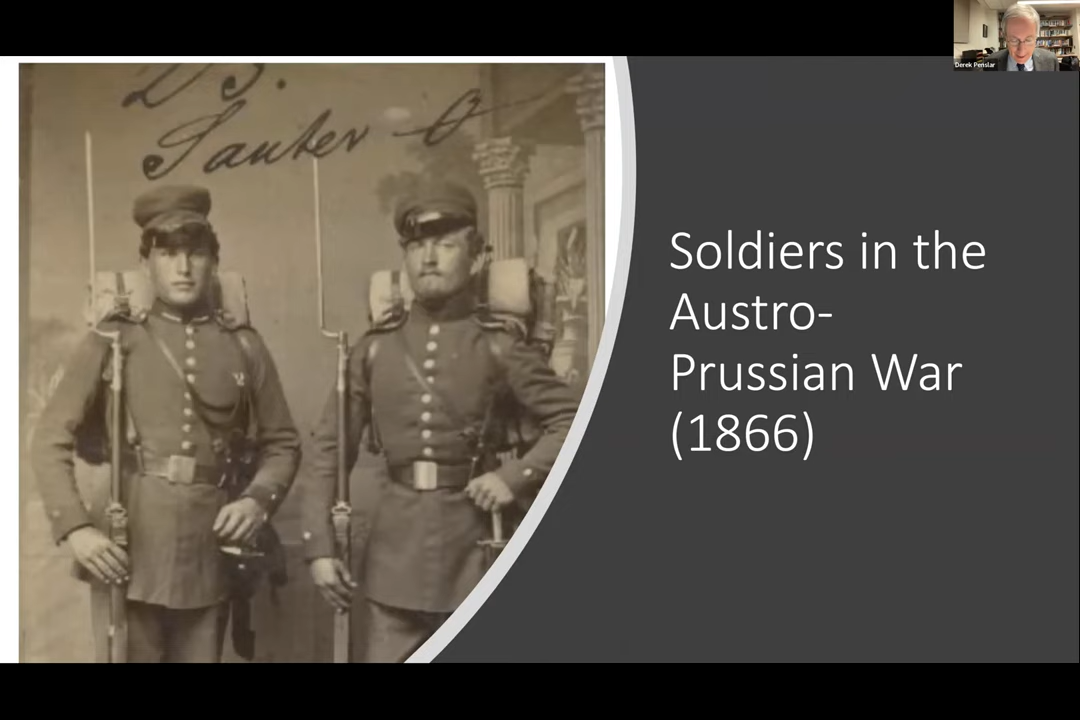 Derek Penslar
D S.
Sauter
Soldiers in the
Austro-
Prussian War
(1866)